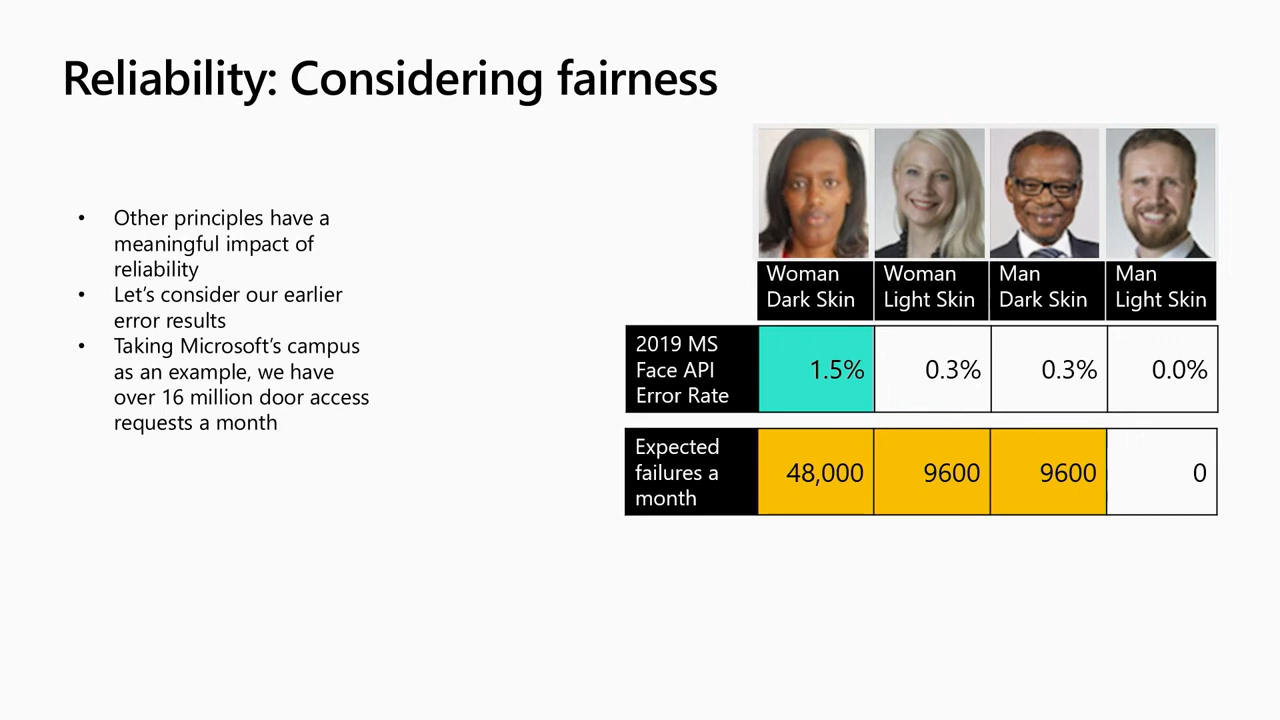 Reliability: Considering fairness
• Other principles have a
meaningful impact of
reliability
• Let's consider our earlier
error results
• Taking Microsoft's campus
as an example, we have
over 16 million door access
requests a month
Woman
Dark Skin
Woman
Light Skin
Man
Dark Skin
Man
Light Skin
2019 MS
Face API
Error Rate
1.5%
0.3%
0.3%
0.0%
Expected
failures a
month
48,000
9600
9600
0